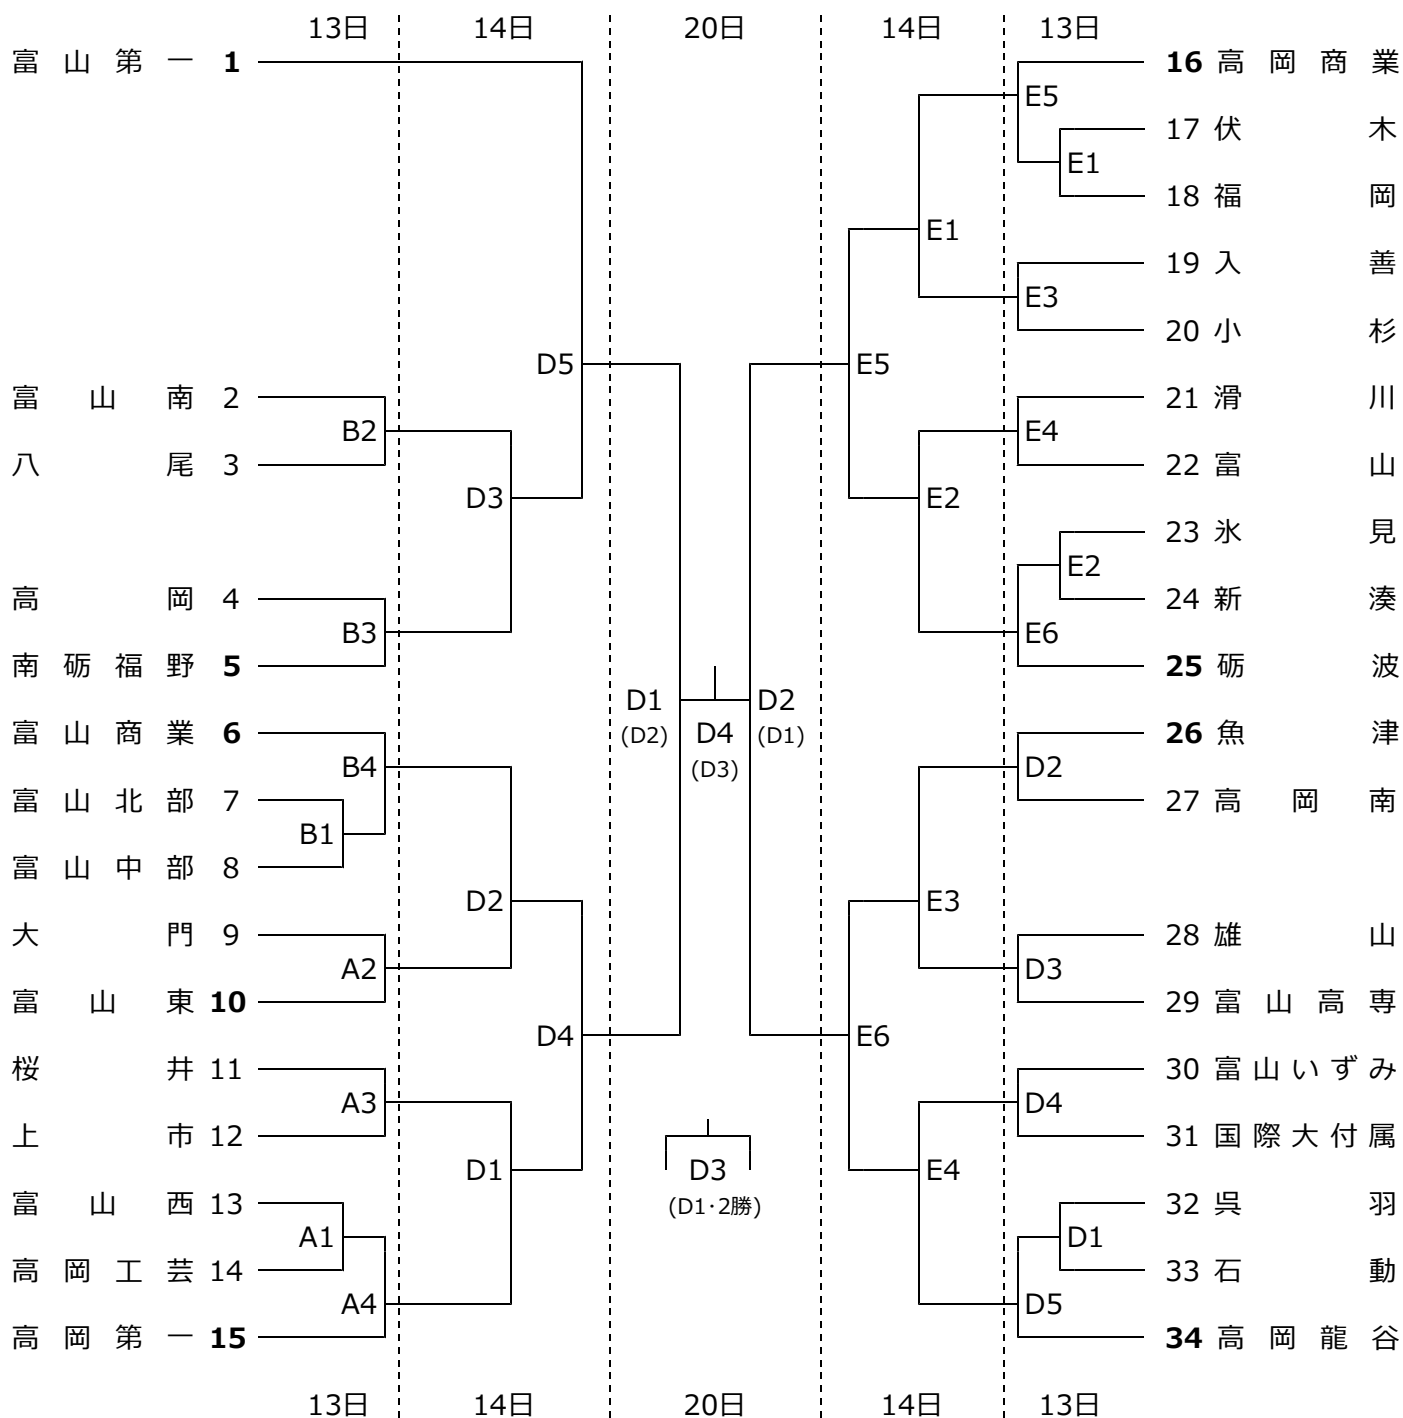 13日 14日 20日 14日 13日
富山第一 1
16 高岡商業
E5
17 伏木
E1
18 福岡
E1
19 入善
E3
20 小杉
D5
E5
富山南 2
21 滑川
B2
E4
八尾 3
22 富山
D3
E2
23 氷見
E2
高岡 4
24 新湊
B3
E6
南砺福野 5
25 砺波
D1
(D2)
D4
(D3)
D2
(D1)
富山商業 6
26 魚津
B4
D2
富山北部 7
27 高岡南
B1
富山中部 8
D2
E3
大門 9
28 雄山
A2
D3
富山東 10
29 富山高専
D4
E6
桜井 11
30 富山いずみ
A3
D4
上市 12
31 国際大付属
D1
D3
(D1･2勝)
E4
富山西 13
32 呉羽
A1
D1
高岡工芸 14
33 石動
A4
D5
高岡第一 15
34 高岡龍谷
13日 14日 20日 14日 13日